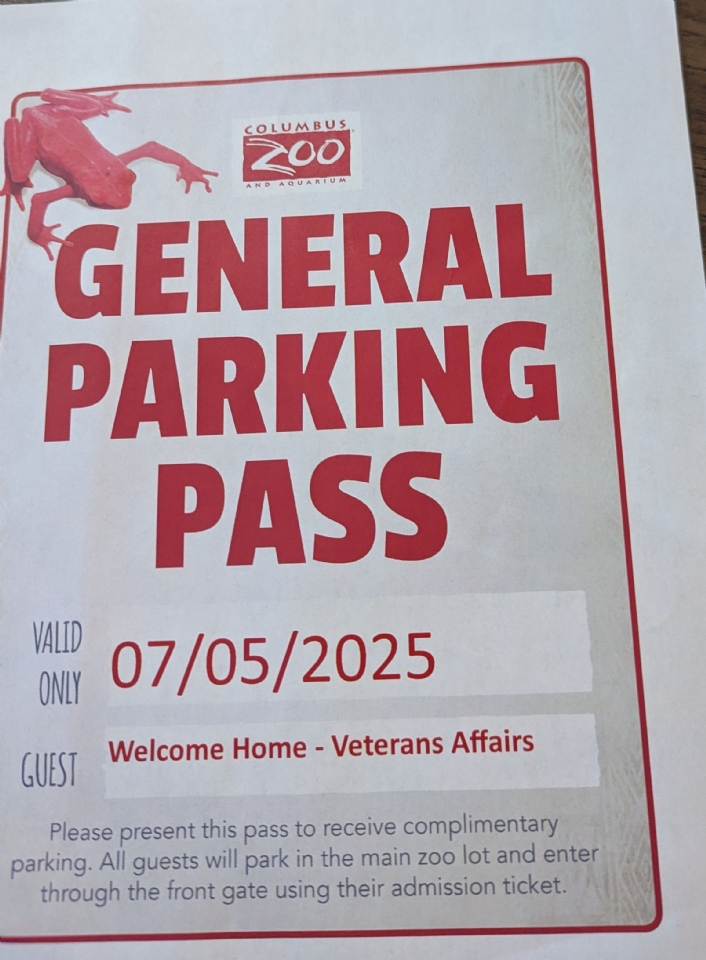 COLUMBUS
ZOO
AND AQUARIUM
GENERAL
PARKING
PASS
VALID
ONLY
07/05/2025
GUEST
Welcome Home - Veterans Affairs
Please present this pass to receive complimentary
parking. All guests will park in the main zoo lot and enter
through the front gate using their admission ticket.